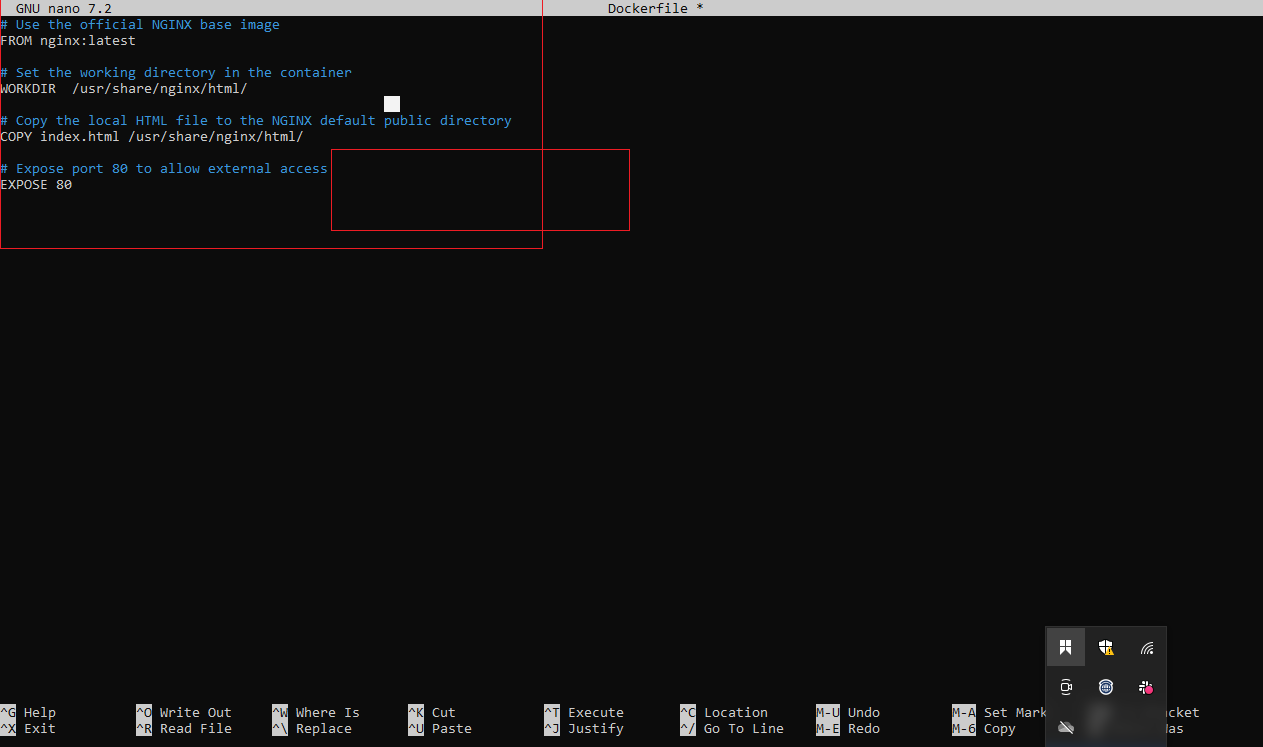 GNU nano 7.2 Dockerfile *
# Use the official NGINX base image
FROM nginx:latest
# Set the working directory in the container
WORKDIR  /usr/share/nginx/html/
# Copy the local HTML file to the NGINX default public directory
COPY index.html /usr/share/nginx/html/
# Expose port 80 to allow external access
EXPOSE 80
^G Help ^O Write Out ^W Where Is ^K Cut ^T Execute ^C Location M-U Undo M-A Set Mark
^X Exit ^R Read File ^\ Replace ^U Paste ^J Justify ^/ Go To Line M-E Redo M-6 Copy